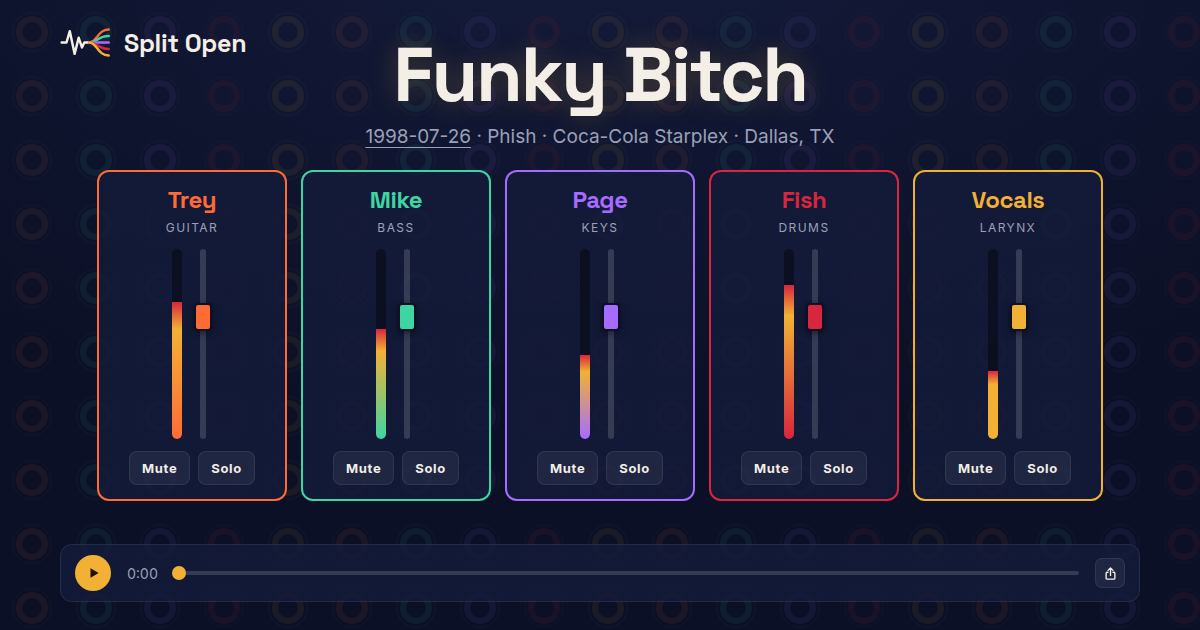 Split Open
Funky Bitch
1998-07-26 · Phish · Coca-Cola Starplex · Dallas, TX
Trey
GUITAR
Mute Solo
Mike
BASS
Mute Solo
Page
KEYS
Mute Solo
Fish
DRUMS
Mute Solo
Vocals
LARYNX
Mute Solo
0:00